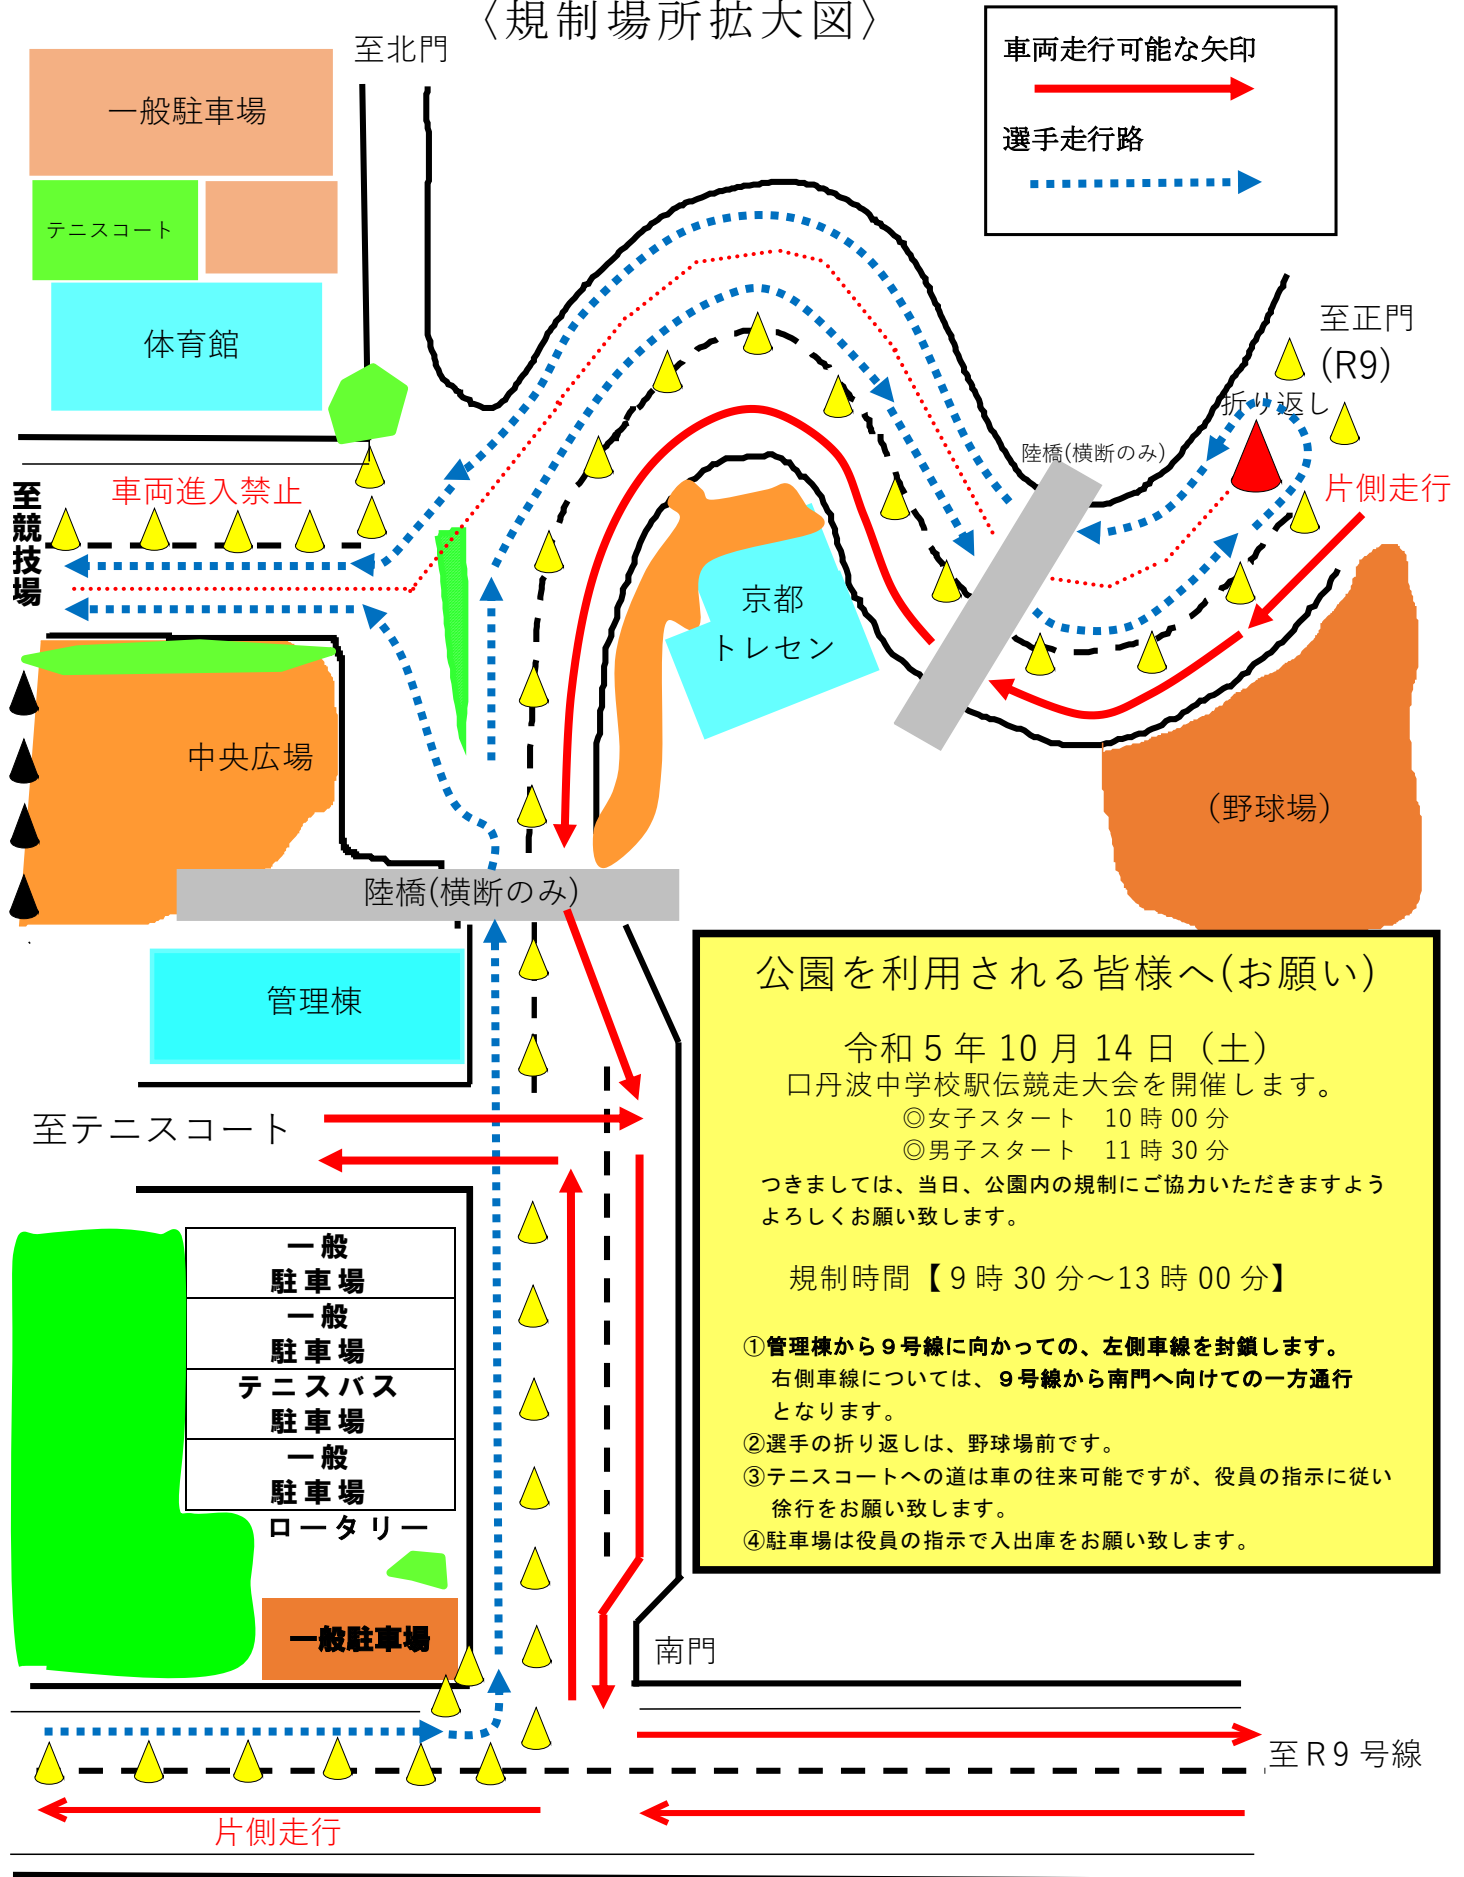 〈規制場所拡大図〉
至北門
車両走行可能な矢印
選手走行路
一般駐車場
テニスコート
体育館
至正門
(R9)
折り返し
陸橋(横断のみ)
片側走行
車両進入禁止
至競技場
京都
トレセン
中央広場
(野球場)
陸橋(横断のみ)
管理棟
至テニスコート
一般
駐車場
一般
駐車場
テニスバス
駐車場
一般
駐車場
ロータリー
一般駐車場
南門
至R9号線
片側走行
公園を利用される皆様へ(お願い)
令和5年10月14日（土）
口丹波中学校駅伝競走大会を開催します。
◎女子スタート　10時00分
◎男子スタート　11時30分
つきましては、当日、公園内の規制にご協力いただきますよう
よろしくお願い致します。
規制時間【9時30分～13時00分】
①管理棟から９号線に向かっての、左側車線を封鎖します。
右側車線については、９号線から南門へ向けての一方通行
となります。
②選手の折り返しは、野球場前です。
③テニスコートへの道は車の往来可能ですが、役員の指示に従い
徐行をお願い致します。
④駐車場は役員の指示で入出庫をお願い致します。